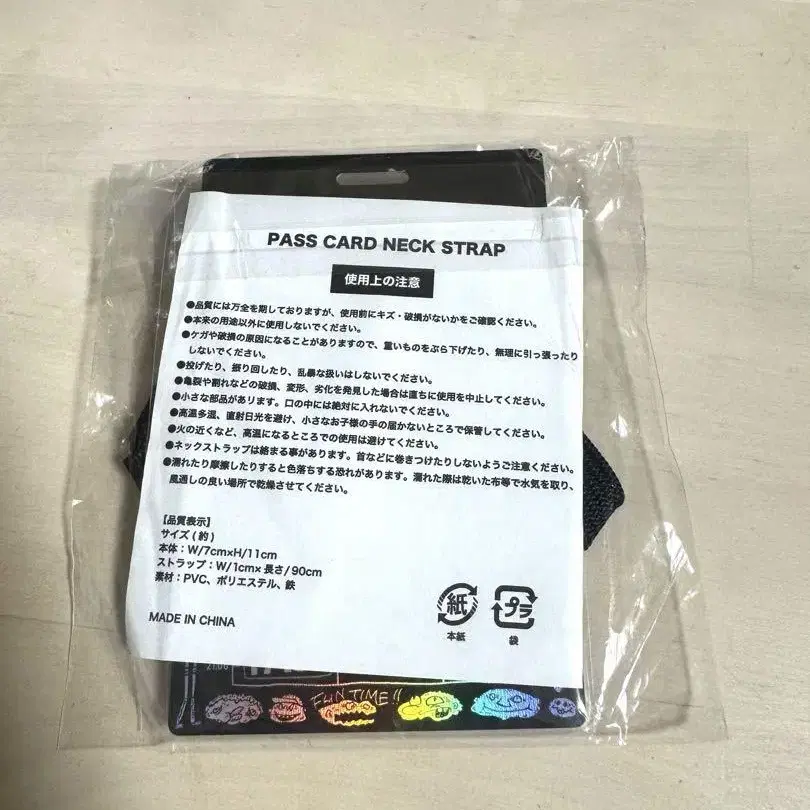 PASS CARD NECK STRAP
使用上の注意
●品質には万全を期しておりますが、使用前にキズ・破損がないかをご確認ください。
●本来の用途以外に使用しないでください。
●ケガや破損の原因になることがありますので、重いものをぶら下げたり、無理に引っ張ったり
しないでください。
●投げたり、振り回したり、乱暴な扱いはしないでください。
●亀裂や割れなどの破損、変形、劣化を発見した場合は直ちに使用を中止してください。
●小さな部品があります。口の中には絶対に入れないでください。
●高温多湿、直射日光を避け、小さなお子様の手の届かないところで保管してください。
●火の近くなど、高温になるところでの使用は避けてください。
●ネックストラップは絡まる事があります。首などに巻きつけたりしないようご注意ください。
●濡れたり摩擦したりすると色落ちする恐れがあります。濡れた際は乾いた布等で水気を取り、
風通しの良い場所で乾燥させてください。
【品質表示】
サイズ(約)
本体：W/7cm×H/11cm
ストラップ：W/1cm×長さ/90cm
素材：PVC、ポリエステル、鉄
MADE IN CHINA
紙
本紙
プラ
袋
FUN TIME!!